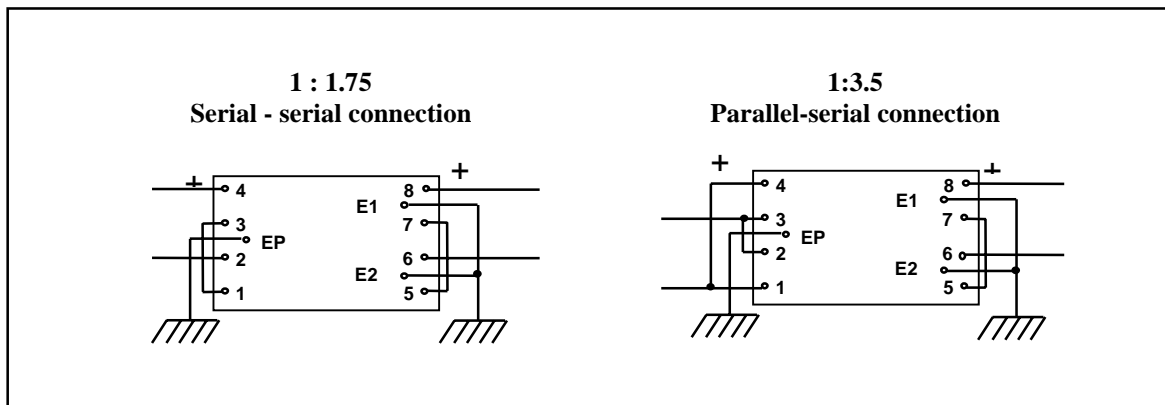 1 : 1.75
Serial - serial connection
+ 4
3
EP
2
1
+
8
E1
7
6
E2
5
1:3.5
Parallel-serial connection
+
4
3
EP
2
1
+
8
E1
7
6
E2
5